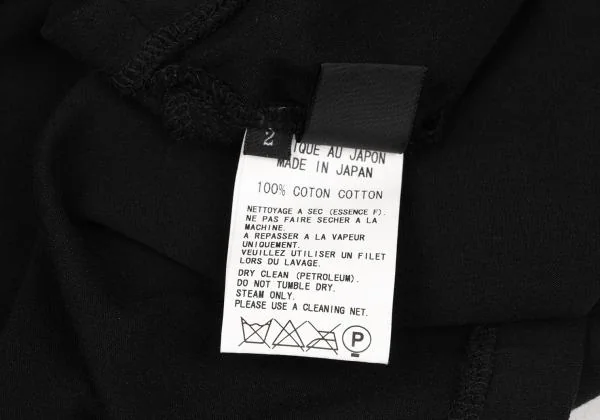 2
IQUE AU JAPON
MADE IN JAPAN
100% COTON COTTON
NETTOYAGE A SEC (ESSENCE F).
NE PAS FAIRE SECHER A LA
MACHINE.
A REPASSER A LA VAPEUR
UNIQUEMENT.
VEUILLEZ UTILISER UN FILET
LORS DU LAVAGE.
DRY CLEAN (PETROLEUM).
DO NOT TUMBLE DRY.
STEAM ONLY.
PLEASE USE A CLEANING NET.
P